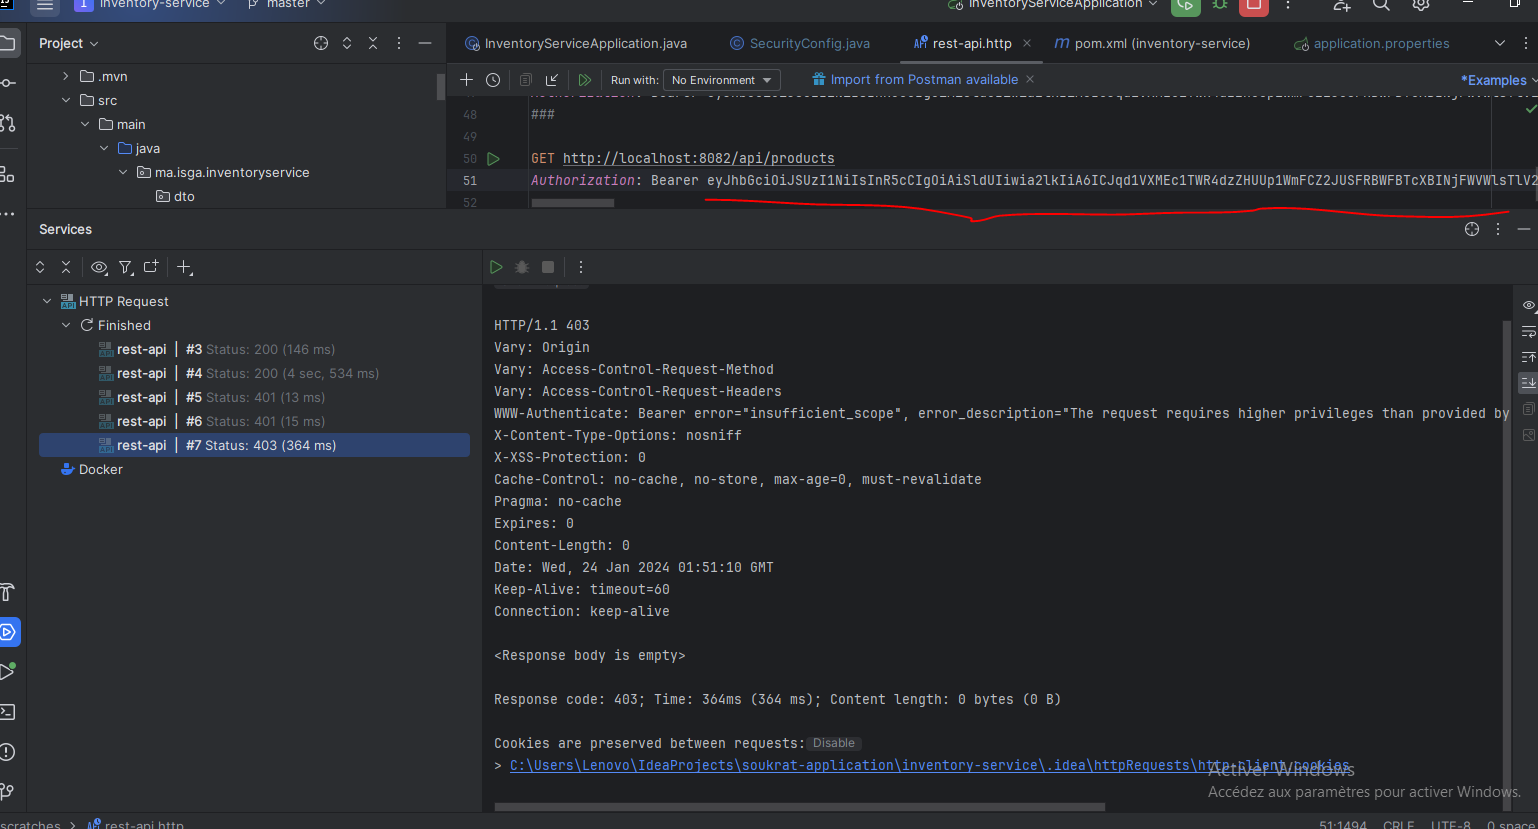 inventory-service master InventoryServiceApplication
Project
InventoryServiceApplication.java SecurityConfig.java rest-api.http pom.xml (inventory-service) application.properties
.mvn
src
main
java
ma.isga.inventoryservice
dto
Run with: No Environment Import from Postman available *Examples
48 ###
49
50 GET http://localhost:8082/api/products
51 Authorization: Bearer
52
Services
HTTP Request
Finished
rest-api | #3 Status: 200 (146 ms)
rest-api | #4 Status: 200 (4 sec, 534 ms)
rest-api | #5 Status: 401 (13 ms)
rest-api | #6 Status: 401 (15 ms)
rest-api | #7 Status: 403 (364 ms)
Docker
HTTP/1.1 403
Vary: Origin
Vary: Access-Control-Request-Method
Vary: Access-Control-Request-Headers
WWW-Authenticate: Bearer error="insufficient_scope", error_description="The request requires higher privileges than provided by
X-Content-Type-Options: nosniff
X-XSS-Protection: 0
Cache-Control: no-cache, no-store, max-age=0, must-revalidate
Pragma: no-cache
Expires: 0
Content-Length: 0
Date: Wed, 24 Jan 2024 01:51:10 GMT
Keep-Alive: timeout=60
Connection: keep-alive
<Response body is empty>
Response code: 403; Time: 364ms (364 ms); Content length: 0 bytes (0 B)
Cookies are preserved between requests: Disable
> C:\Users\Lenovo\IdeaProjects\soukrat-application\inventory-service\.idea\httpRequests\http-client.cookies
Activer Windows
Accédez aux paramètres pour activer Windows.
scratches > rest-api.http 51:1494 CRLF UTF-8 0 space